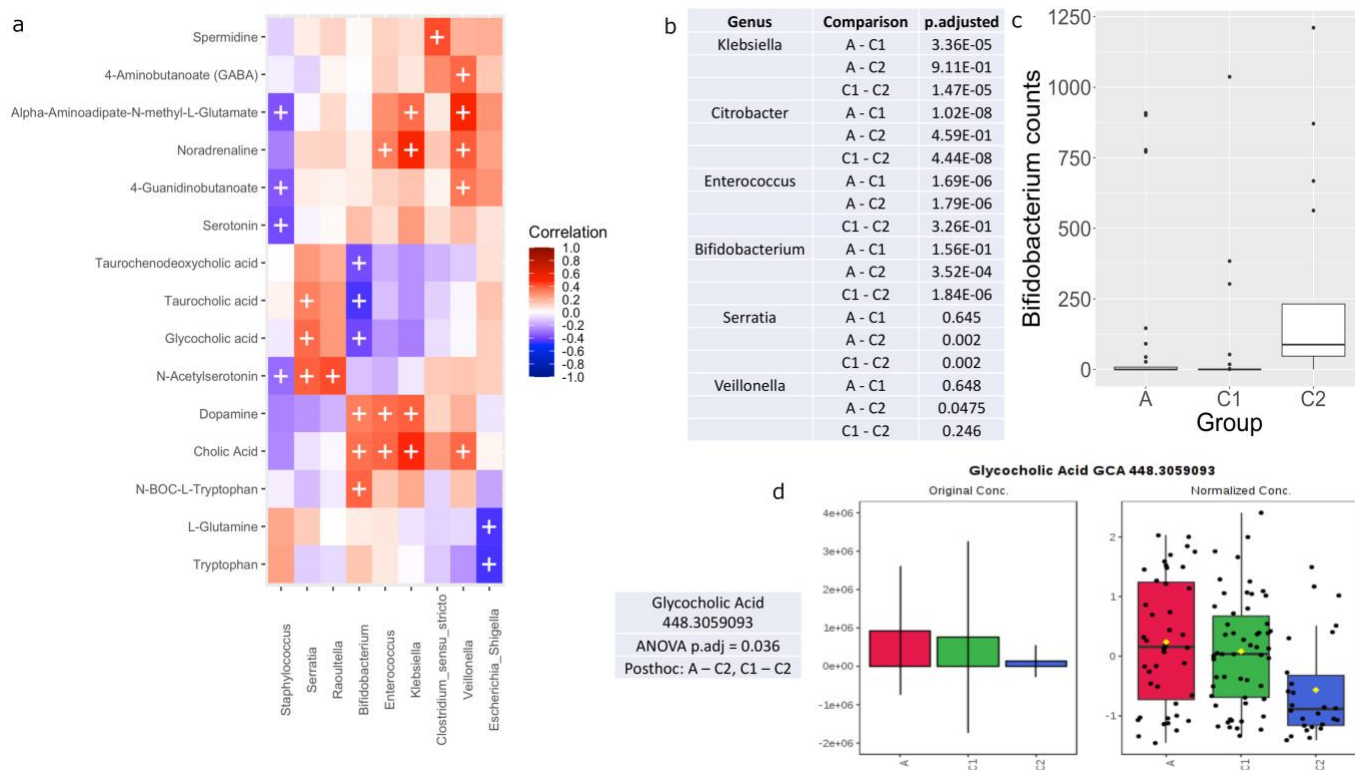 a
Spermidine
4-Aminobutanoate (GABA)
Alpha-Aminoadipate-N-methyl-L-Glutamate
Noradrenaline
4-Guanidinobutanoate
Serotonin
Taurochenodeoxycholic acid
Taurocholic acid
Glycocholic acid
N-Acetylserotonin
Dopamine
Cholic Acid
N-BOC-L-Tryptophan
L-Glutamine
Tryptophan
Staphylococcus
Serratia
Raoultella
Bifidobacterium
Enterococcus
Klebsiella
Clostridium_sensu_stricto
Veillonella
Escherichia_Shigella
Correlation
1.0
0.8
0.6
0.4
0.2
0.0
-0.2
-0.4
-0.6
-0.8
-1.0
b
Genus Comparison p.adjusted
Klebsiella A - C1 3.36E-05
A - C2 9.11E-01
C1 - C2 1.47E-05
Citrobacter A - C1 1.02E-08
A - C2 4.59E-01
C1 - C2 4.44E-08
Enterococcus A - C1 1.69E-06
A - C2 1.79E-06
C1 - C2 3.26E-01
Bifidobacterium A - C1 1.56E-01
A - C2 3.52E-04
C1 - C2 1.84E-06
Serratia A - C1 0.645
A - C2 0.002
C1 - C2 0.002
Veillonella A - C1 0.648
A - C2 0.0475
C1 - C2 0.246
c
Bifidobacterium counts
1250
1000
750
500
250
0
A C1 C2
Group
d
Glycocholic Acid
448.3059093
ANOVA p.adj = 0.036
Posthoc: A – C2, C1 – C2
Glycocholic Acid GCA 448.3059093
Original Conc.
4e+06
3e+06
2e+06
1e+06
0e+00
-1e+06
-2e+06
A C1 C2
Normalized Conc.
2
1
0
-1
A C1 C2